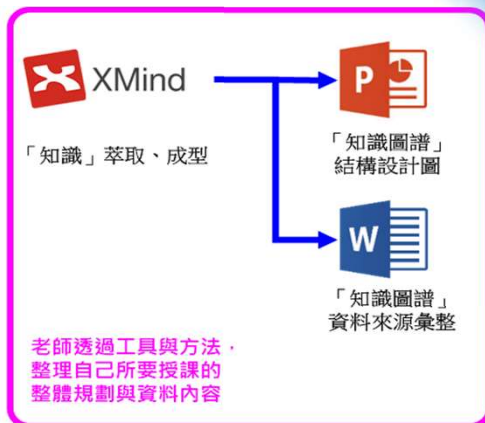 XMind
「知識」萃取、成型
P
「知識圖譜」
結構設計圖
W
「知識圖譜」
資料來源彙整
老師透過工具與方法，
整理自己所要授課的
整體規劃與資料內容